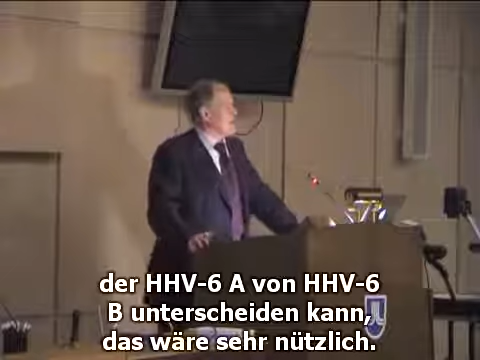 der HHV-6 A von HHV-6
B unterscheiden kann,
das wäre sehr nützlich.